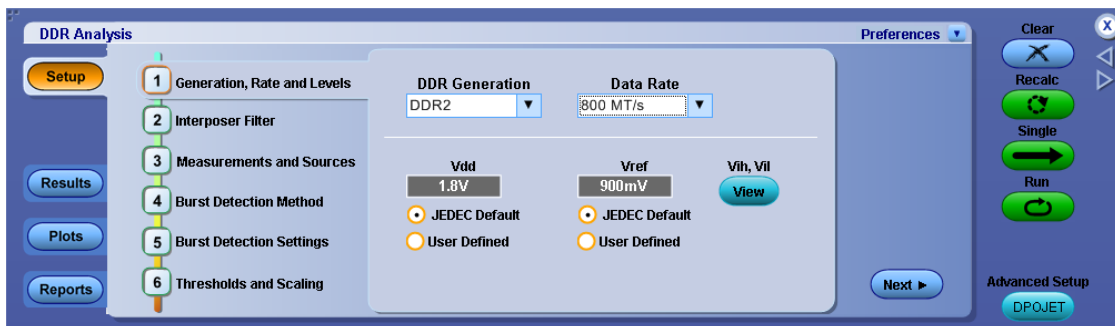 DDR Analysis
Preferences
Clear
X
Setup
1 Generation, Rate and Levels
DDR Generation
Data Rate
Recalc
DDR2
800 MT/s
2 Interposer Filter
Single
3 Measurements and Sources
Vdd
Vref
Vih, Vil
Results
1.8V
900mV
View
Run
4 Burst Detection Method
JEDEC Default
JEDEC Default
Plots
5 Burst Detection Settings
User Defined
User Defined
Reports
6 Thresholds and Scaling
Next
Advanced Setup
DPOJET